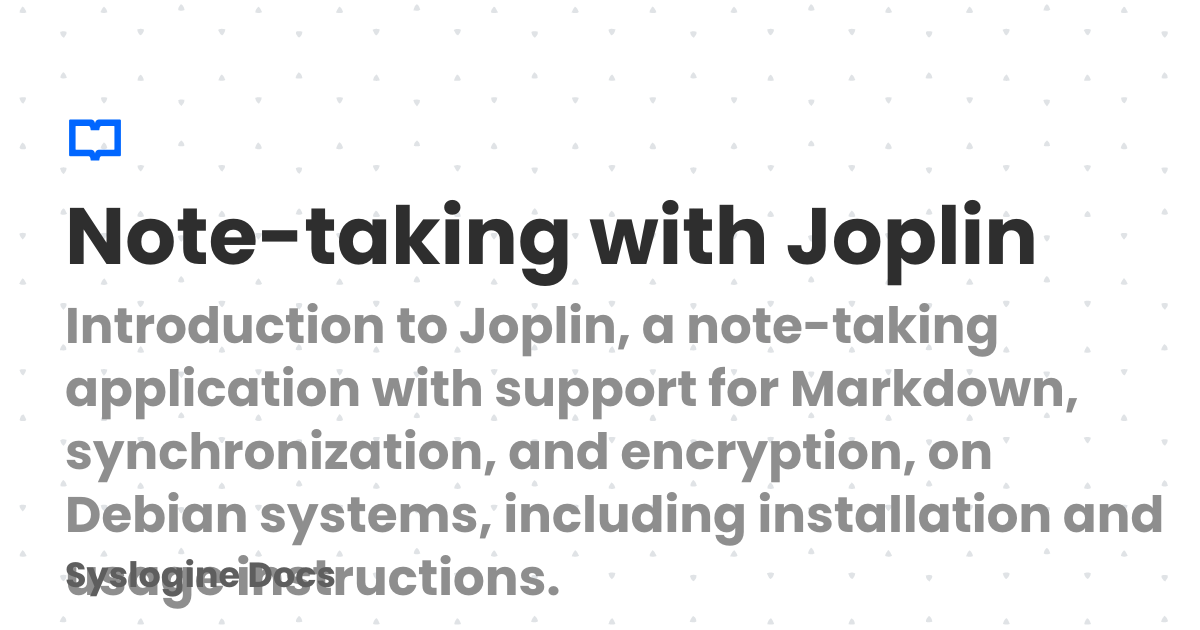 Note-taking with Joplin
Introduction to Joplin, a note-taking
application with support for Markdown,
synchronization, and encryption, on
Debian systems, including installation and
usage instructions.
Syslogine Docs